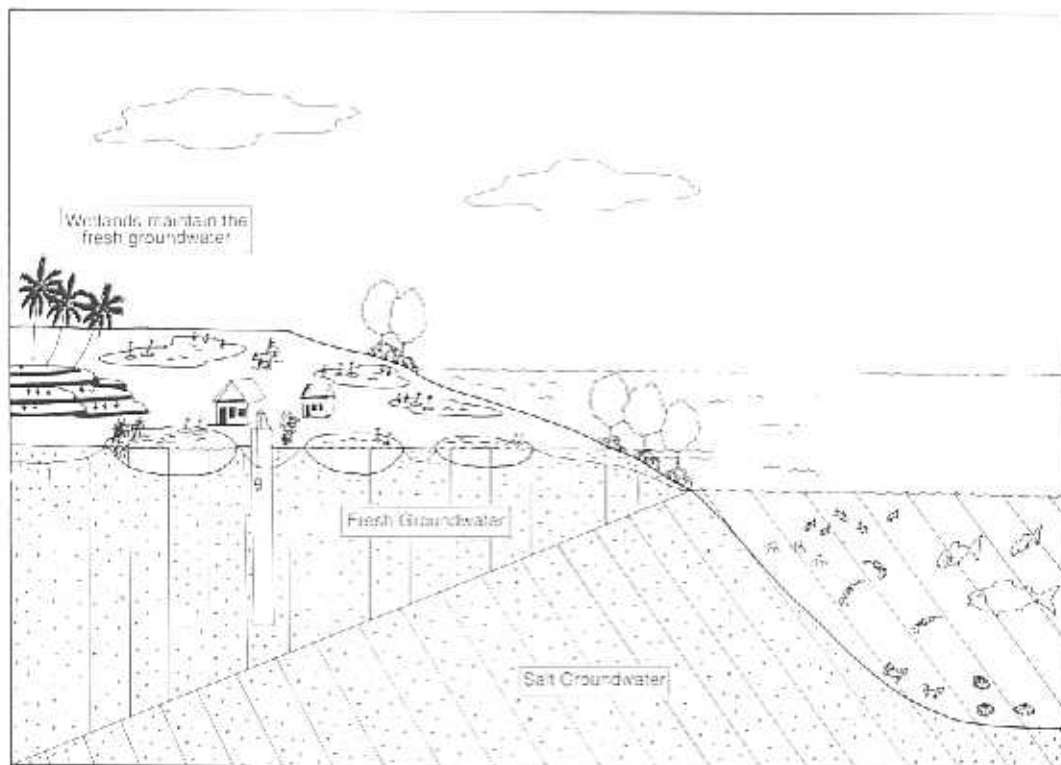 Wetlands maintain the
fresh groundwater
Fresh Groundwater
Salt Groundwater